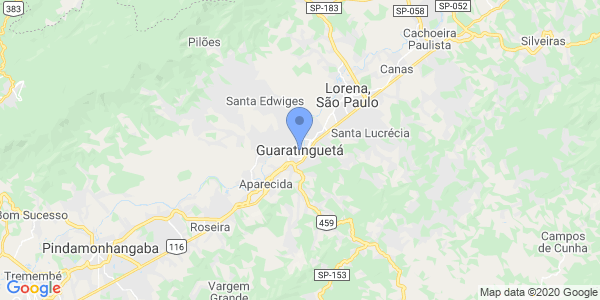 383
SP-183
SP-058
SP-052
Cachoeira
Paulista
Silveiras
Pilões
Canas
Lorena,
São Paulo
Santa Edwiges
Santa Lucrécia
Guaratinguetá
Aparecida
Bom Sucesso
Roseira
459
Pindamonhangaba
116
Campos
de Cunha
Tremembé
SP-153
Vargem
Grande
Google
Map data ©2020 Google